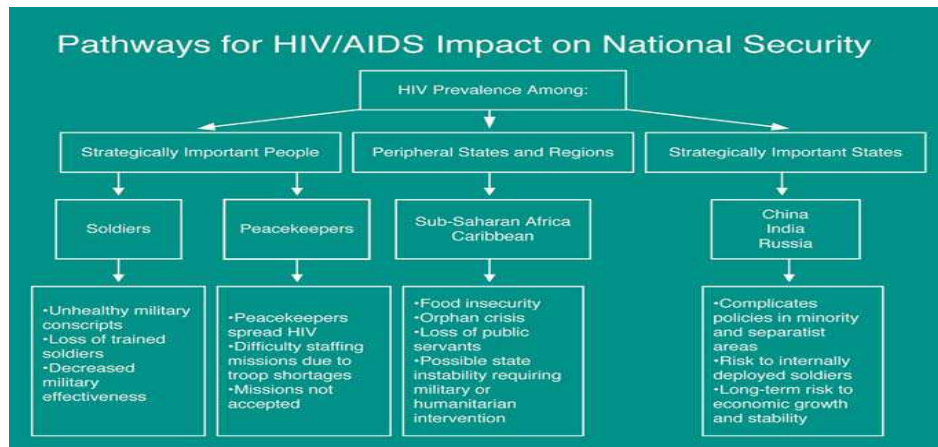 Pathways for HIV/AIDS Impact on National Security
HIV Prevalence Among:
Strategically Important People
Peripheral States and Regions
Strategically Important States
Soldiers
Peacekeepers
Sub-Saharan Africa
Caribbean
China
India
Russia
•Unhealthy military
conscripts
•Loss of trained
soldiers
•Decreased
military
effectiveness
•Peacekeepers
spread HIV
•Difficulty staffing
missions due to
troop shortages
•Missions not
accepted
•Food insecurity
•Orphan crisis
•Loss of public
servants
•Possible state
instability requiring
military or
humanitarian
intervention
•Complicates
policies in minority
and separatist
areas
•Risk to internally
deployed soldiers
•Long-term risk to
economic growth
and stability